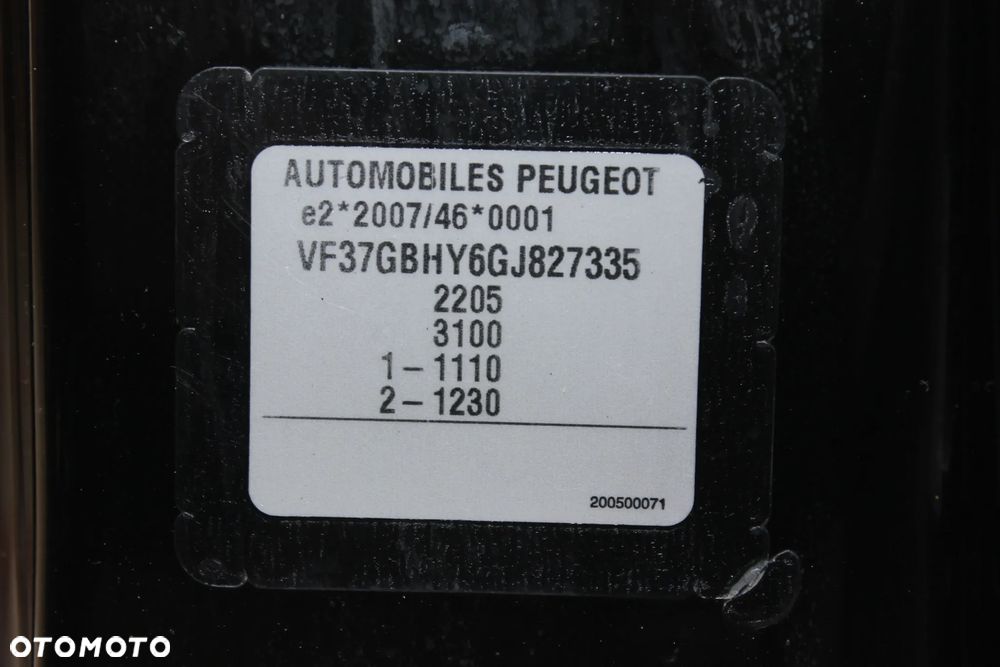 AUTOMOBILES PEUGEOT
e2*2007/46*0001
VF37GBHY6GJ827335
2205
3100
1 – 1110
2 – 1230
200500071
OTOMOTO